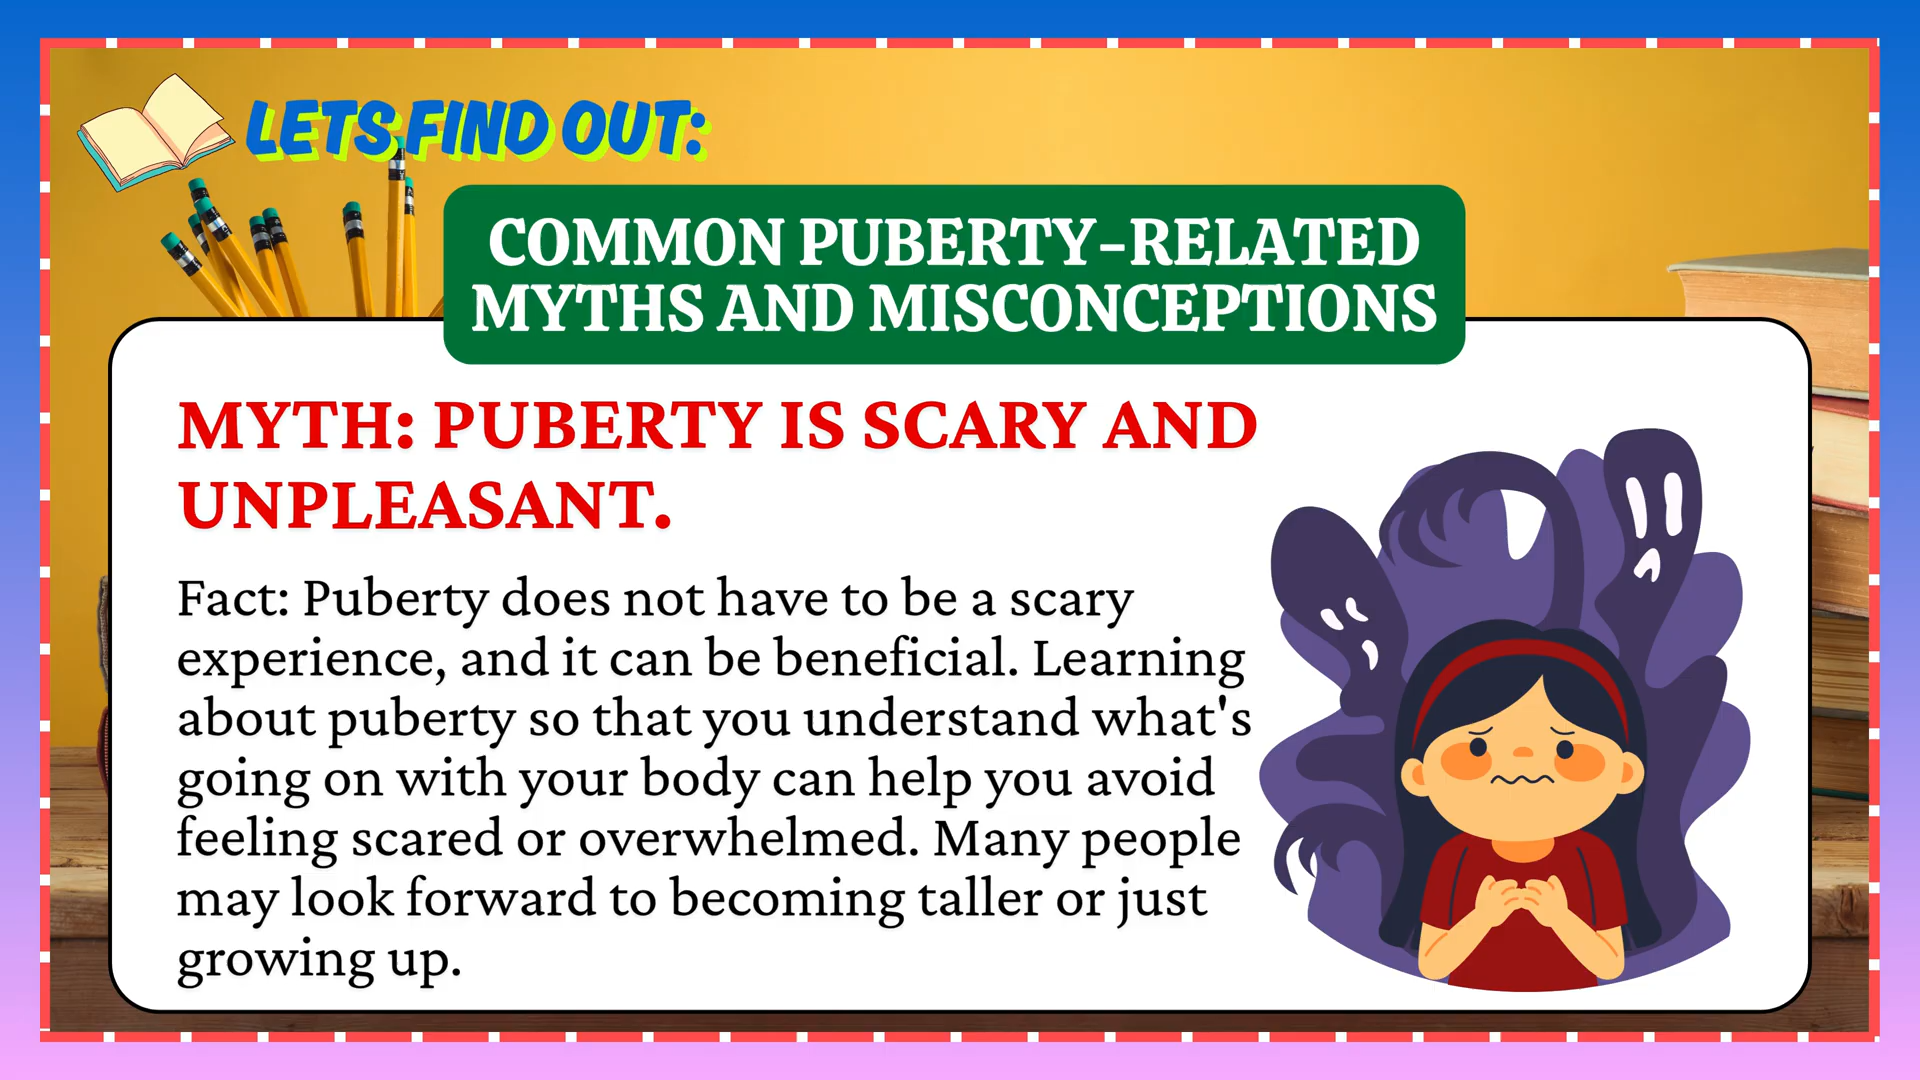 LETS FIND OUT:
COMMON PUBERTY-RELATED
MYTHS AND MISCONCEPTIONS
MYTH: PUBERTY IS SCARY AND
UNPLEASANT.
Fact: Puberty does not have to be a scary
experience, and it can be beneficial. Learning
about puberty so that you understand what's
going on with your body can help you avoid
feeling scared or overwhelmed. Many people
may look forward to becoming taller or just
growing up.